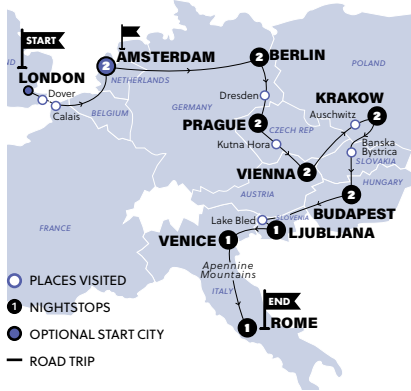 START
LONDON
Dover
Calais
AMSTERDAM
2
NETHERLANDS
BELGIUM
BERLIN
2
POLAND
Dresden
GERMANY
KRAKOW
Auschwitz
2
PRAGUE
2
CZECH REP
Kutna Hora
Banska
Bystrica
SLOVAKIA
VIENNA
2
HUNGARY
AUSTRIA
2
BUDAPEST
Lake Bled
SLOVENIA
1
LJUBLJANA
FRANCE
VENICE
1
Apennine
Mountains
ITALY
END
1
ROME
PLACES VISITED
1 NIGHTSTOPS
OPTIONAL START CITY
ROAD TRIP